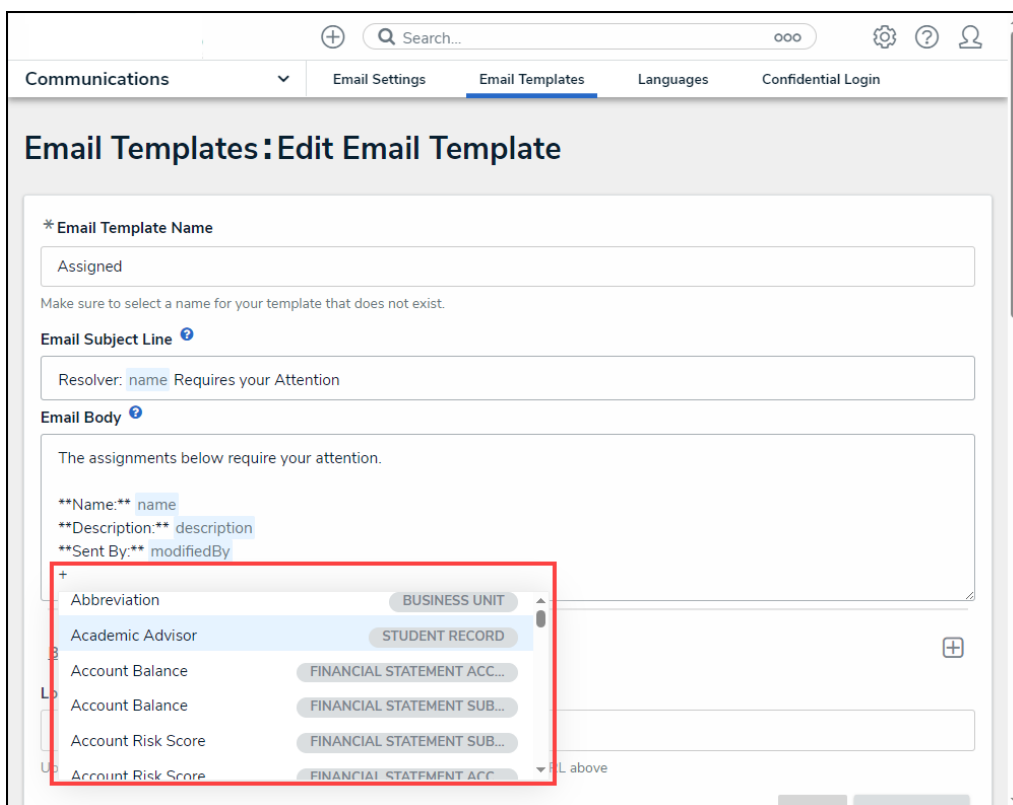 Search...
Communications
Email Settings
Email Templates
Languages
Confidential Login
Email Templates: Edit Email Template
* Email Template Name
Assigned
Make sure to select a name for your template that does not exist.
Email Subject Line
Resolver: name Requires your Attention
Email Body
The assignments below require your attention.
**Name:** name
**Description:** description
**Sent By:** modifiedBy
+
Abbreviation BUSINESS UNIT
Academic Advisor STUDENT RECORD
Account Balance FINANCIAL STATEMENT ACC...
Account Balance FINANCIAL STATEMENT SUB...
Account Risk Score FINANCIAL STATEMENT SUB...
Account Risk Score FINANCIAL STATEMENT ACC...
above